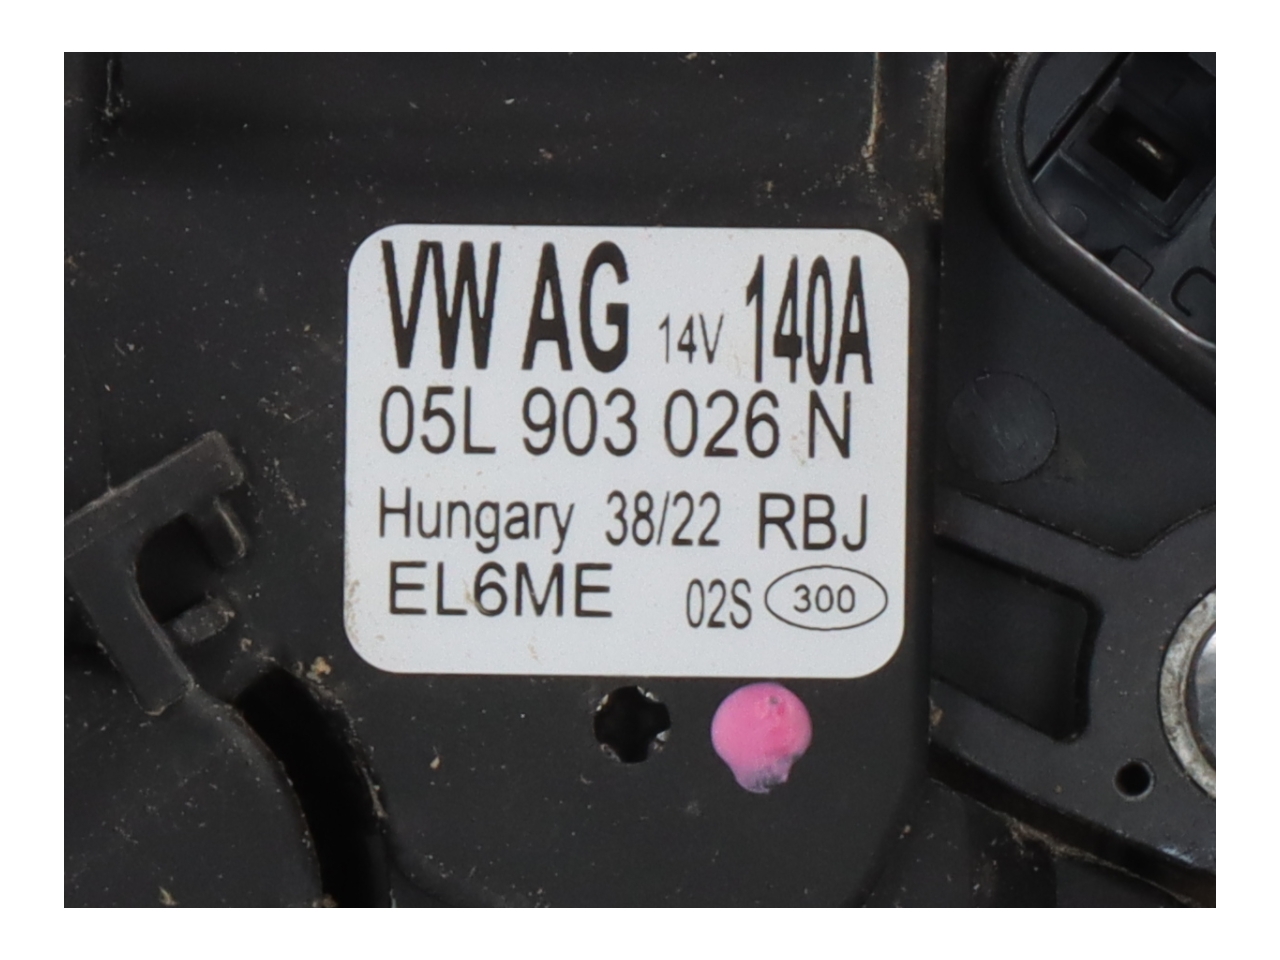 VW AG 14V 140A
05L 903 026 N
Hungary 38/22 RBJ
EL6ME 02S 300